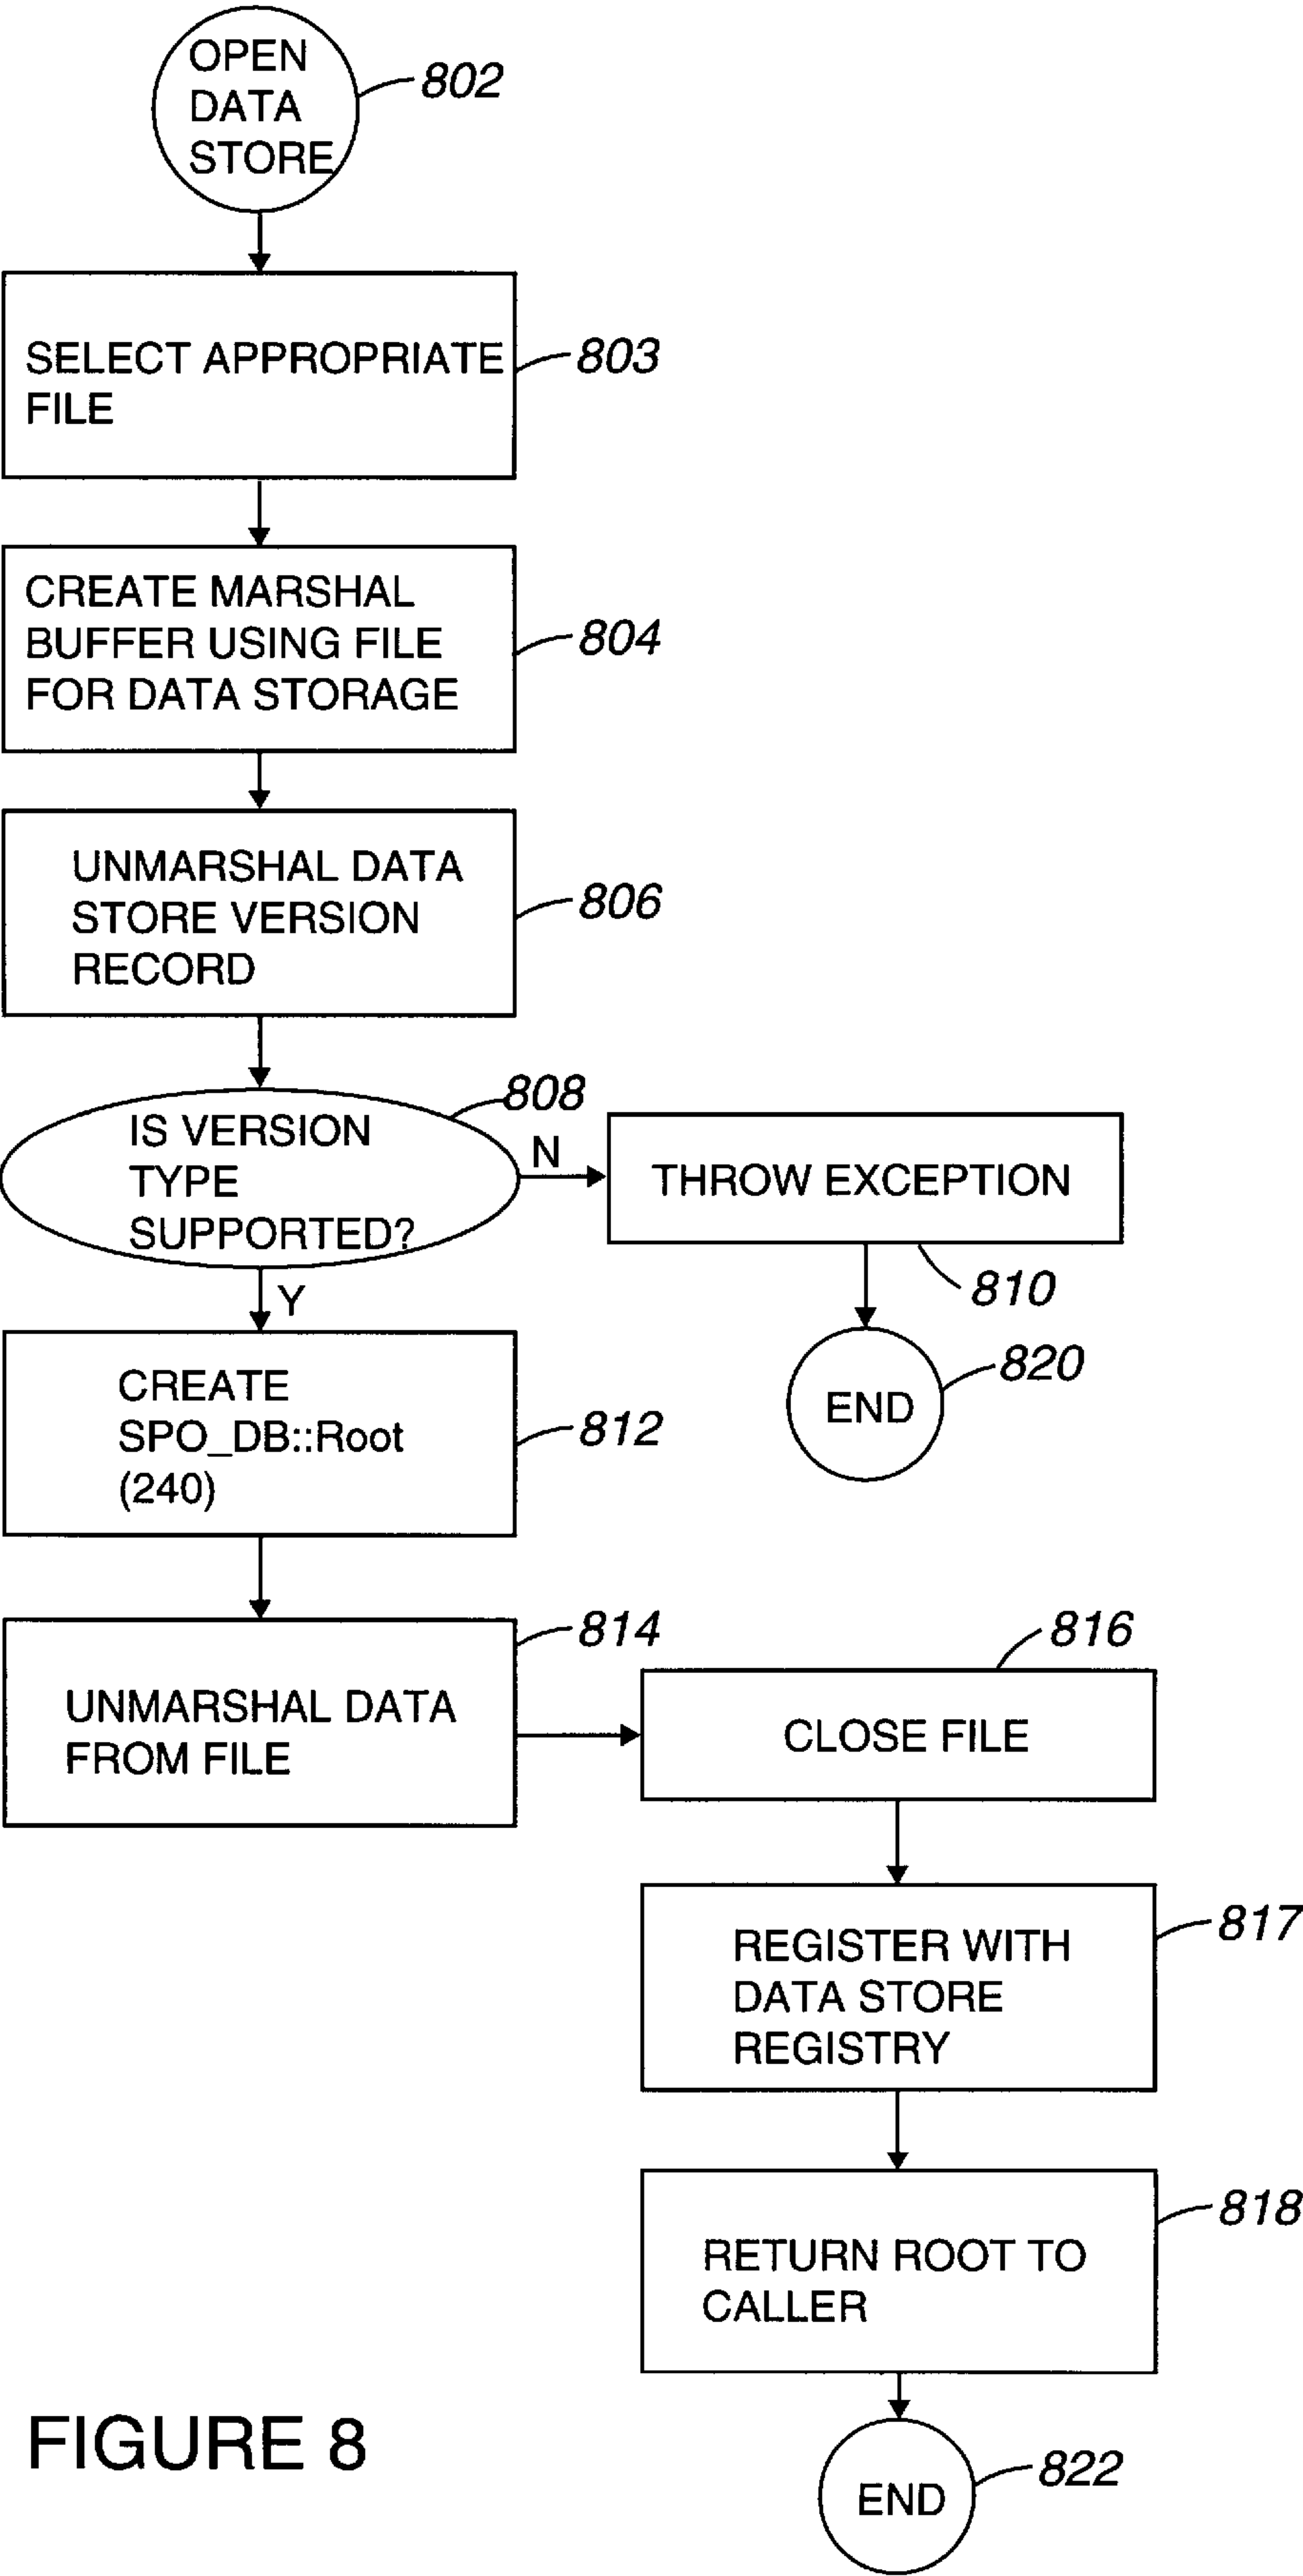 OPEN
DATA
STORE
802
SELECT APPROPRIATE
FILE
803
CREATE MARSHAL
BUFFER USING FILE
FOR DATA STORAGE
804
UNMARSHAL DATA
STORE VERSION
RECORD
806
IS VERSION
TYPE
SUPPORTED?
808
N
THROW EXCEPTION
810
END
820
Y
CREATE
SPO_DB::Root
(240)
812
UNMARSHAL DATA
FROM FILE
814
CLOSE FILE
816
REGISTER WITH
DATA STORE
REGISTRY
817
RETURN ROOT TO
CALLER
818
END
822
FIGURE 8